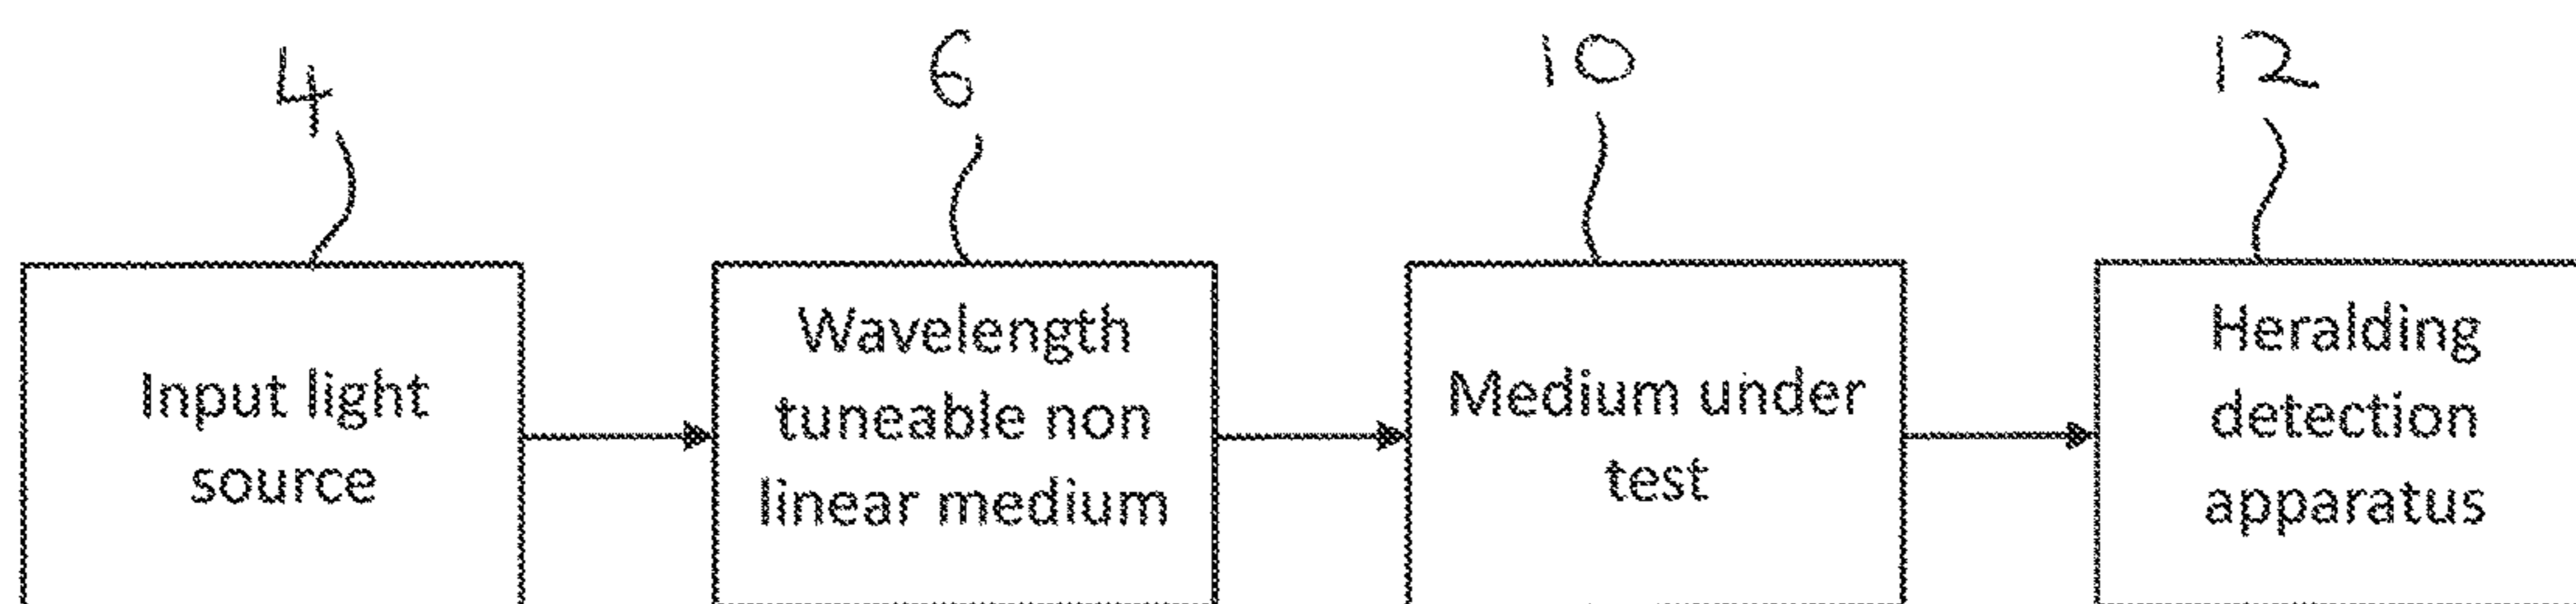 4
6
10
12
Input light
source
Wavelength
tuneable non
linear medium
Medium under
test
Heralding
detection
apparatus